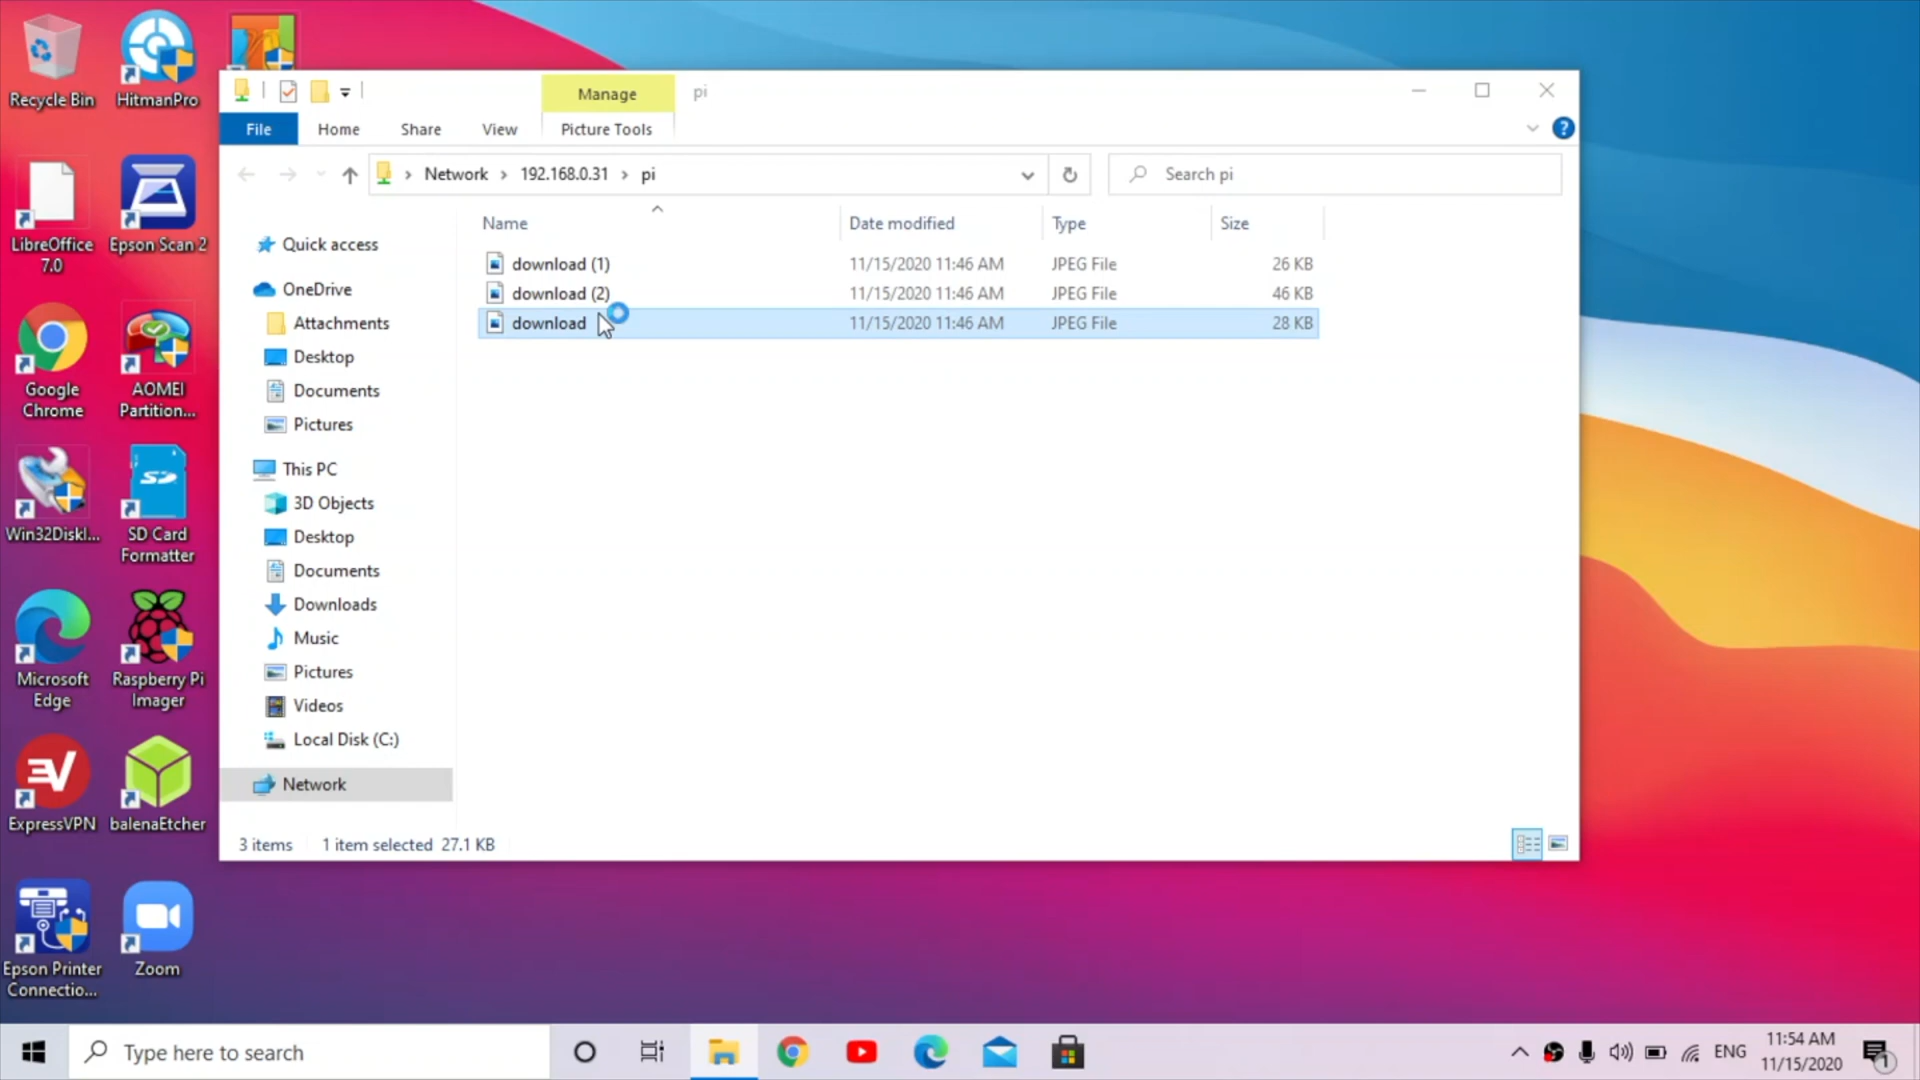 Recycle Bin
HitmanPro
LibreOffice
7.0
Epson Scan 2
Google
Chrome
AOMEI
Partition...
Win32DiskI...
SD Card
Formatter
Microsoft
Edge
Raspberry Pi
Imager
ExpressVPN
balenaEtcher
Epson Printer
Connectio...
Zoom
Manage
pi
File
Home
Share
View
Picture Tools
Network
192.168.0.31
pi
Search pi
Name
Date modified
Type
Size
download (1)
11/15/2020 11:46 AM
JPEG File
26 KB
download (2)
11/15/2020 11:46 AM
JPEG File
46 KB
download
11/15/2020 11:46 AM
JPEG File
28 KB
Quick access
OneDrive
Attachments
Desktop
Documents
Pictures
This PC
3D Objects
Desktop
Documents
Downloads
Music
Pictures
Videos
Local Disk (C:)
Network
3 items
1 item selected 27.1 KB
Type here to search
ENG
11:54 AM
11/15/2020
1